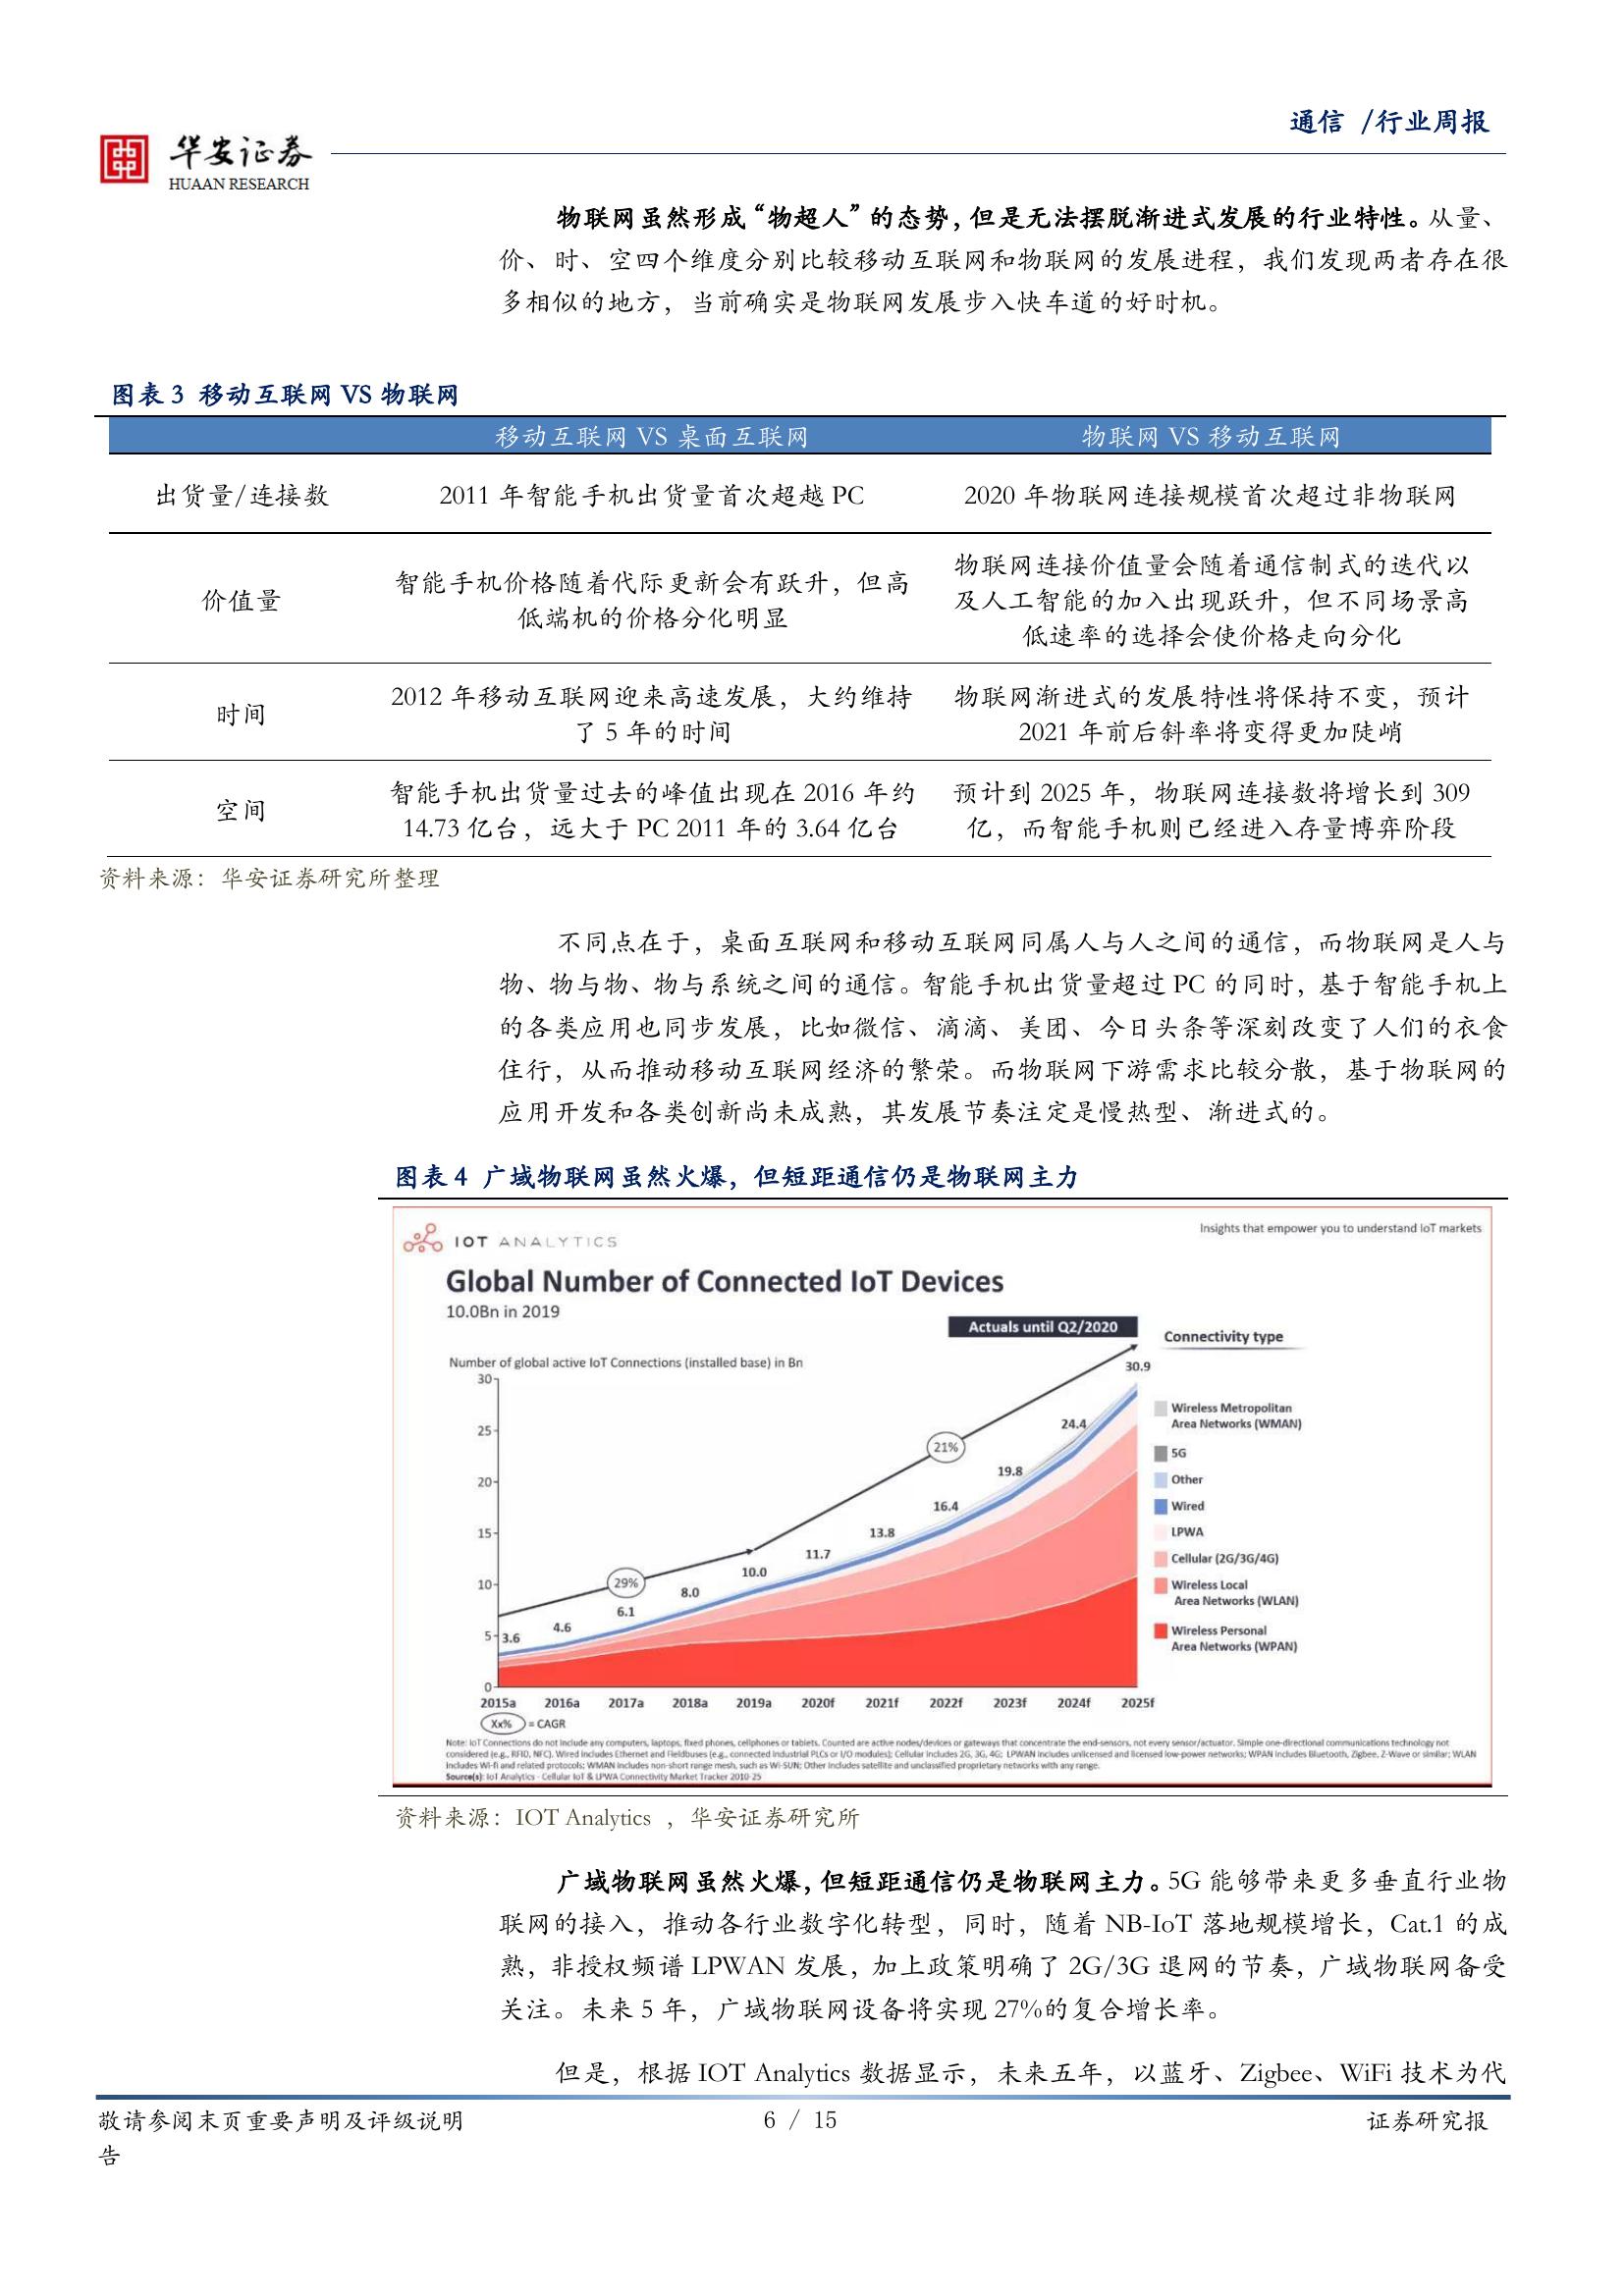 通信 /行业周报
华安证券
HUAAN RESEARCH
物联网虽然形成“物超人”的态势，但是无法摆脱渐进式发展的行业特性。从量、
价、时、空四个维度分别比较移动互联网和物联网的发展进程，我们发现两者存在很
多相似的地方，当前确实是物联网发展步入快车道的好时机。
图表 3 移动互联网 VS 物联网
移动互联网 VS 桌面互联网 物联网 VS 移动互联网
出货量/连接数 2011 年智能手机出货量首次超越 PC 2020 年物联网连接规模首次超过非物联网
价值量
智能手机价格随着代际更新会有跃升，但高
低端机的价格分化明显
物联网连接价值量会随着通信制式的迭代以
及人工智能的加入出现跃升，但不同场景高
低速率的选择会使价格走向分化
时间
2012 年移动互联网迎来高速发展，大约维持
了 5 年的时间
物联网渐进式的发展特性将保持不变，预计
2021 年前后斜率将变得更加陡峭
空间
智能手机出货量过去的峰值出现在 2016 年约
14.73 亿台，远大于 PC 2011 年的 3.64 亿台
预计到 2025 年，物联网连接数将增长到 309
亿，而智能手机则已经进入存量博弈阶段
资料来源：华安证券研究所整理
不同点在于，桌面互联网和移动互联网同属人与人之间的通信，而物联网是人与
物、物与物、物与系统之间的通信。智能手机出货量超过 PC 的同时，基于智能手机上
的各类应用也同步发展，比如微信、滴滴、美团、今日头条等深刻改变了人们的衣食
住行，从而推动移动互联网经济的繁荣。而物联网下游需求比较分散，基于物联网的
应用开发和各类创新尚未成熟，其发展节奏注定是慢热型、渐进式的。
图表 4 广域物联网虽然火爆，但短距通信仍是物联网主力
IOT ANALYTICS
Insights that empower you to understand IoT markets
Global Number of Connected IoT Devices
10.0Bn in 2019
Actuals until Q2/2020
Connectivity type
Number of global active IoT Connections (installed base) in Bn
30
25
20
15
10
5
0
3.6
4.6
6.1
8.0
10.0
11.7
13.8
16.4
19.8
24.4
30.9
29%
21%
2015a 2016a 2017a 2018a 2019a 2020f 2021f 2022f 2023f 2024f 2025f
Wireless Metropolitan
Area Networks (WMAN)
5G
Other
Wired
LPWA
Cellular (2G/3G/4G)
Wireless Local
Area Networks (WLAN)
Wireless Personal
Area Networks (WPAN)
Xx% = CAGR
Note: IoT Connections do not include any computers, laptops, fixed phones, cellphones or tablets. Counted are active nodes/devices or gateways that concentrate the end-sensors, not every sensor/actuator. Simple one-directional communications technology not
considered (e.g., RFID, NFC). Wired includes Ethernet and Fieldbuses (e.g., connected industrial PLCs or I/O modules); Cellular includes 2G, 3G, 4G; LPWAN includes unlicensed and licensed low-power networks; WPAN includes Bluetooth, Zigbee, Z-Wave or similar; WLAN
includes Wi-fi and related protocols; WMAN includes non-short range mesh, such as Wi-SUN; Other includes satellite and unclassified proprietary networks with any range.
Source(s): IoT Analytics - Cellular IoT & LPWA Connectivity Market Tracker 2010-25
资料来源：IOT Analytics ，华安证券研究所
广域物联网虽然火爆，但短距通信仍是物联网主力。5G 能够带来更多垂直行业物
联网的接入，推动各行业数字化转型，同时，随着 NB-IoT 落地规模增长，Cat.1 的成
熟，非授权频谱 LPWAN 发展，加上政策明确了 2G/3G 退网的节奏，广域物联网备受
关注。未来 5 年，广域物联网设备将实现 27%的复合增长率。
但是，根据 IOT Analytics 数据显示，未来五年，以蓝牙、Zigbee、WiFi 技术为代
敬请参阅末页重要声明及评级说明 6 / 15 证券研究报
告